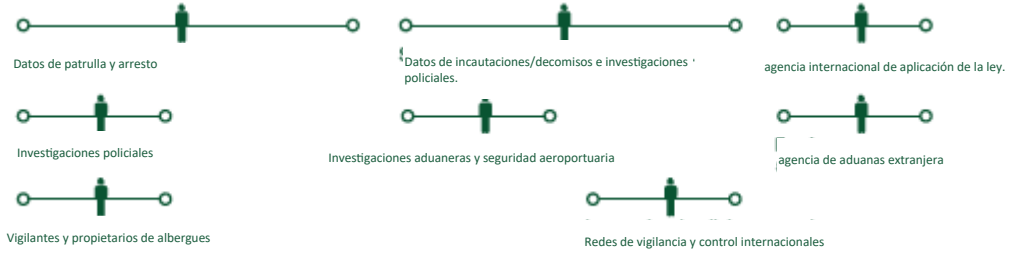 Datos de patrulla y arresto
Datos de incautaciones/decomisos e investigaciones
policiales.
agencia internacional de aplicación de la ley.
Investigaciones policiales
Investigaciones aduaneras y seguridad aeroportuaria
agencia de aduanas extranjera
Vigilantes y propietarios de albergues
Redes de vigilancia y control internacionales